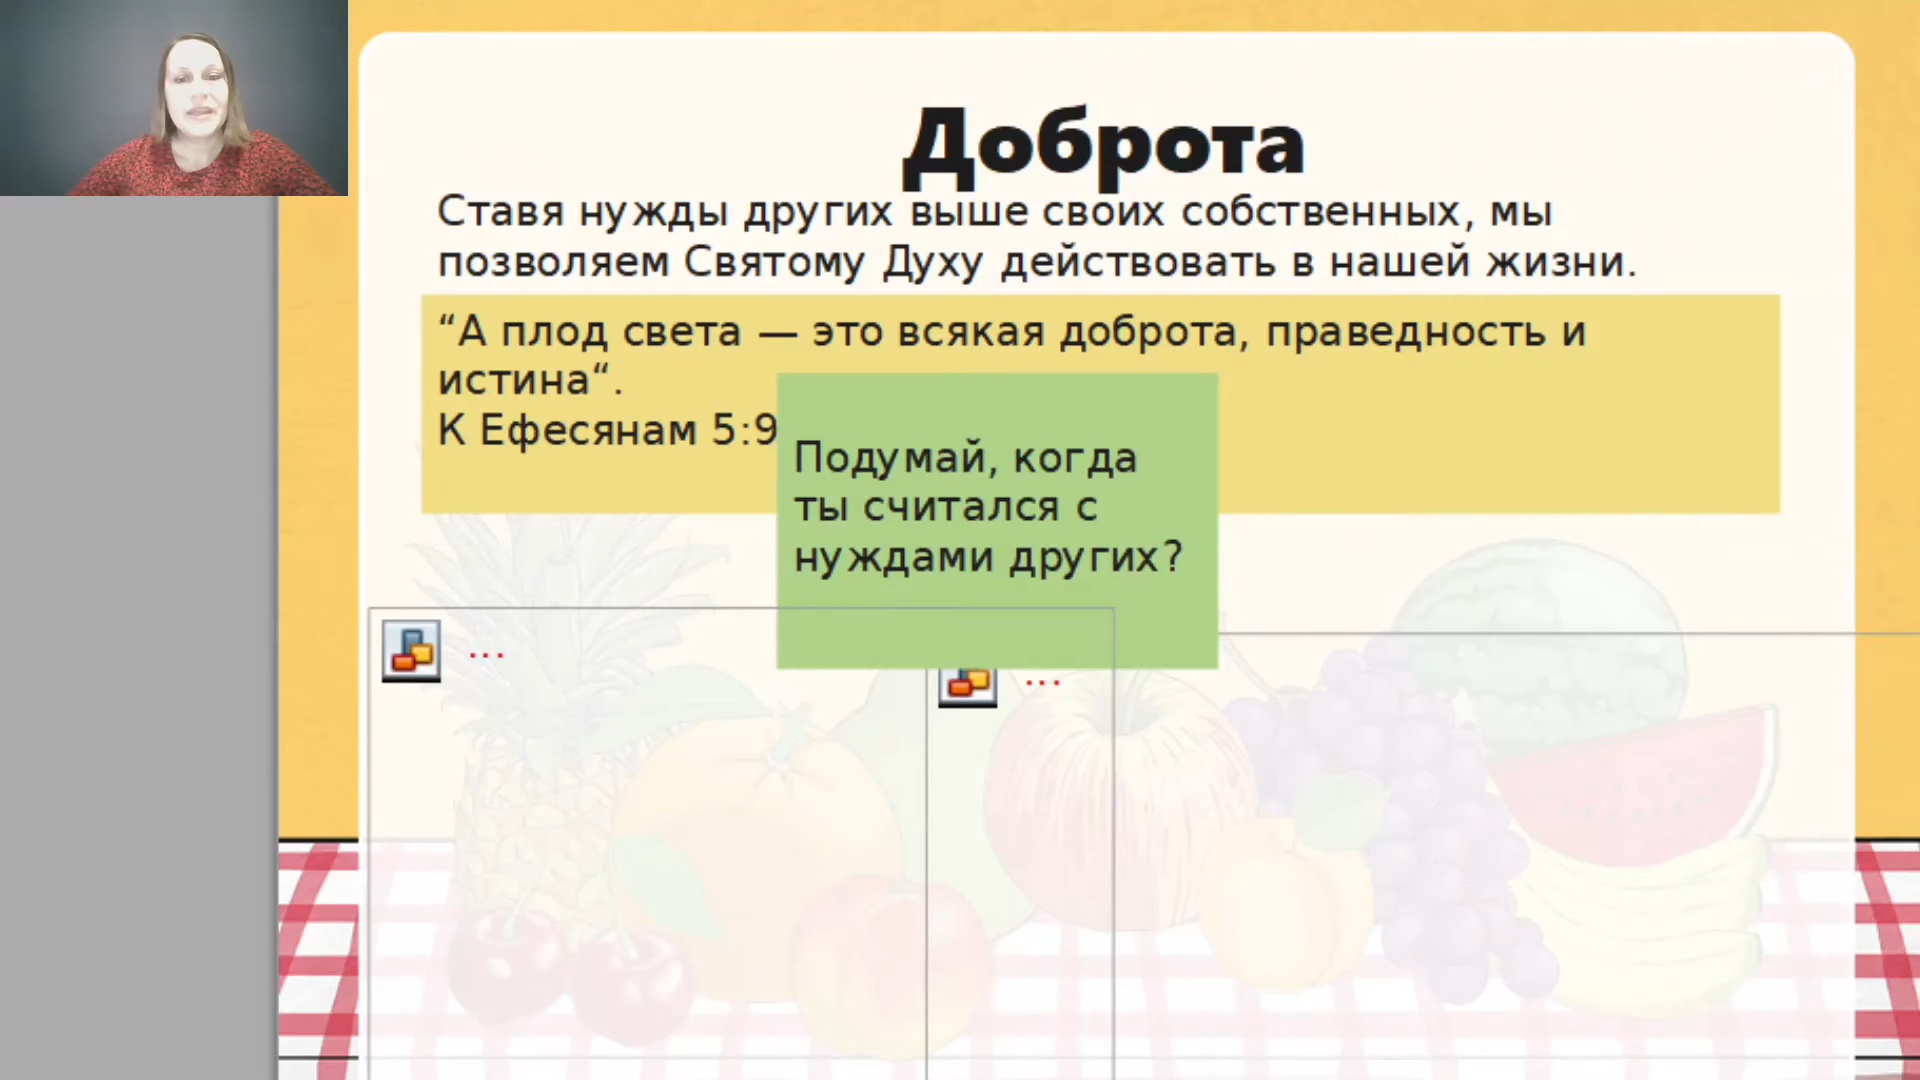 Доброта
Ставя нужды других выше своих собственных, мы
позволяем Святому Духу действовать в нашей жизни.
“А плод света — это всякая доброта, праведность и
истина“.
К Ефесянам 5:9
Подумай, когда
ты считался с
нуждами других?
...
...